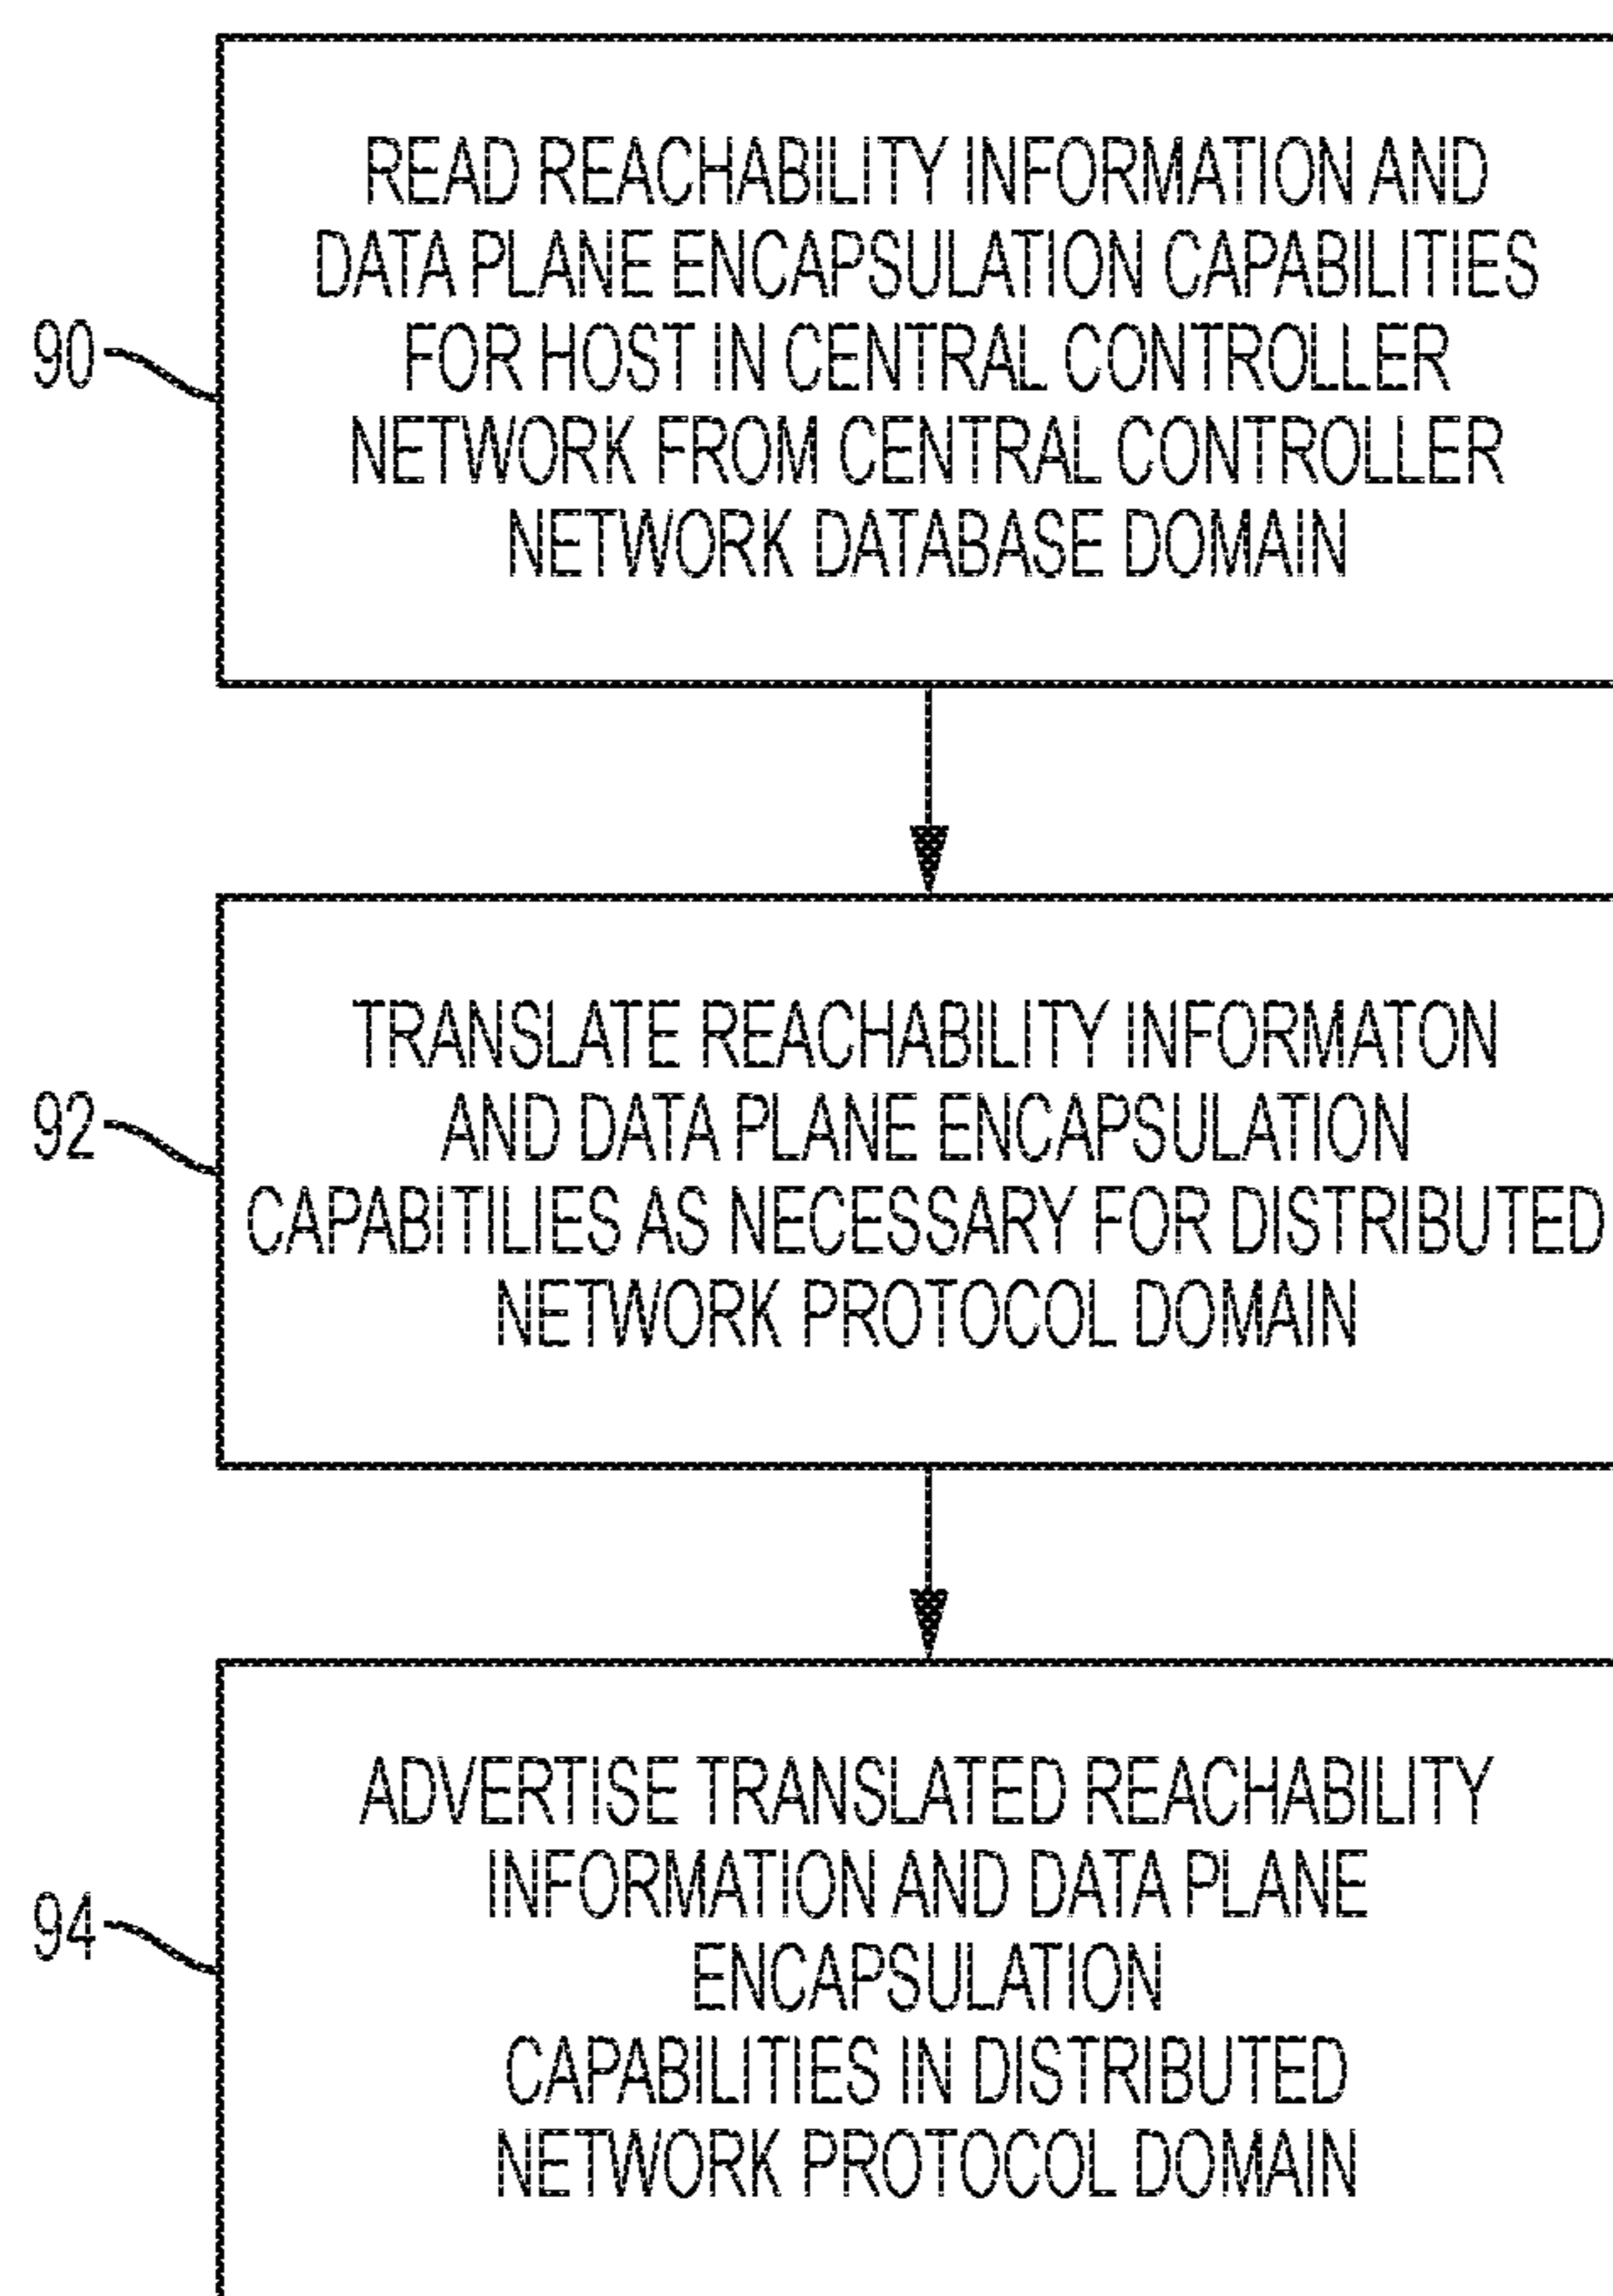 READ REACHABILITY INFORMATION AND
DATA PLANE ENCAPSULATION CAPABILITIES
90
FOR HOST IN CENTRAL CONTROLLER
NETWORK FROM CENTRAL CONTROLLER
NETWORK DATABASE DOMAIN
TRANSLATE REACHABILITY INFORMATON
92
AND DATA PLANE ENCAPSULATION
CAPABITILIES AS NECESSARY FOR DISTRIBUTED
NETWORK PROTOCOL DOMAIN
ADVERTISE TRANSLATED REACHABILITY
INFORMATION AND DATA PLANE
94
ENCAPSULATION
CAPABILITIES IN DISTRIBUTED
NETWORK PROTOCOL DOMAIN